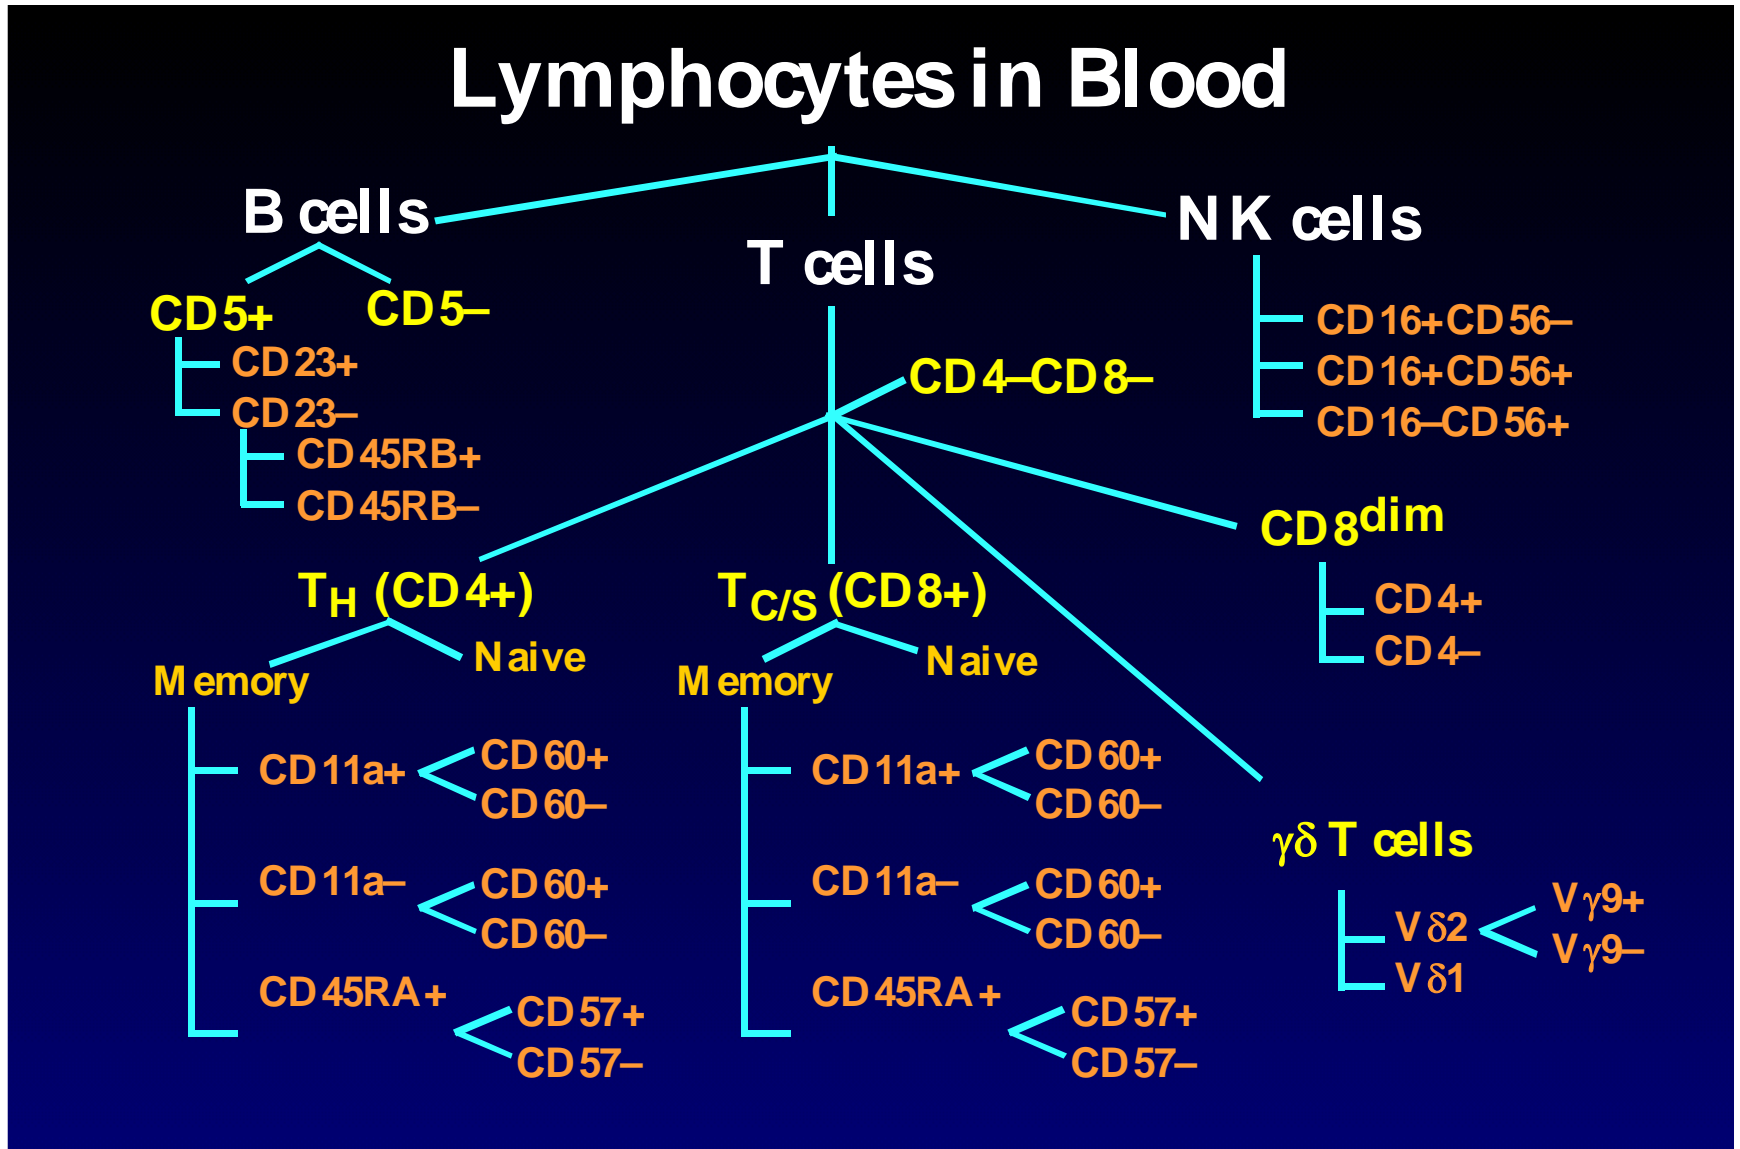 Lymphocytes in Blood
B cells
T cells
NK cells
CD5+
CD5–
CD23+
CD23–
CD45RB+
CD45RB–
CD16+CD56–
CD16+CD56+
CD16–CD56+
CD4–CD8–
CD8dim
CD4+
CD4–
TH (CD4+)
Memory
Naive
CD11a+
CD60+
CD60–
CD11a–
CD60+
CD60–
CD45RA+
CD57+
CD57–
TC/S (CD8+)
Memory
Naive
CD11a+
CD60+
CD60–
CD11a–
CD60+
CD60–
CD45RA+
CD57+
CD57–
γδ T cells
Vδ2
Vγ9+
Vγ9–
Vδ1